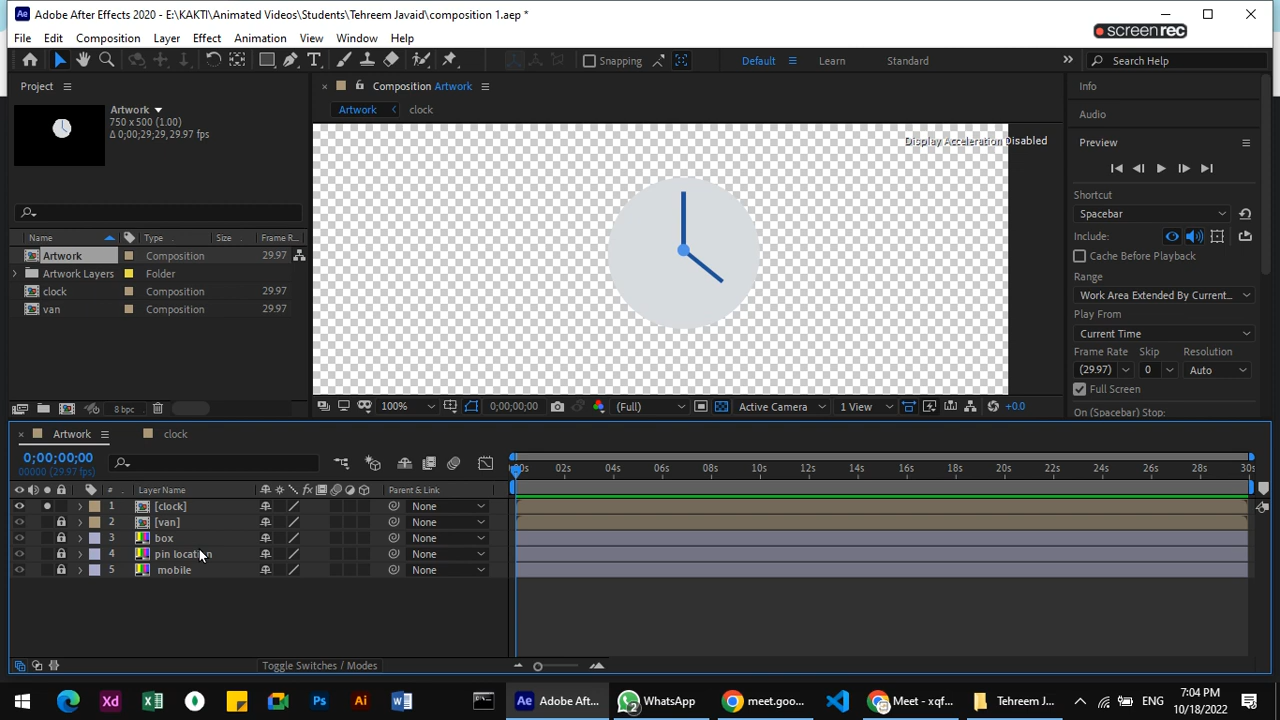 Adobe After Effects 2020 - E:\KAKTI\Animated Videos\Students\Tehreem Javaid\composition 1.aep *
screenrec
File Edit Composition Layer Effect Animation View Window Help
Snapping Default Learn Standard Search Help
Project
Composition Artwork
Info
Artwork
750 x 500 (1.00)
Δ 0;00;29;29, 29.97 fps
Artwork clock
Audio
Display Acceleration Disabled
Preview
Shortcut
Spacebar
Include:
Cache Before Playback
Range
Work Area Extended By Current...
Play From
Current Time
Frame Rate Skip Resolution
(29.97) 0 Auto
Full Screen
On (Spacebar) Stop:
Name Type Size Frame R...
Artwork Composition 29.97
Artwork Layers Folder
clock Composition 29.97
van Composition 29.97
8 bpc
100% 0;00;00;00 (Full) Active Camera 1 View +0.0
Artwork clock
0;00;00;00
00000 (29.97 fps)
:00s 02s 04s 06s 08s 10s 12s 14s 16s 18s 20s 22s 24s 26s 28s 30s
# Layer Name Parent & Link
1 [clock] None
2 [van] None
3 box None
4 pin location None
5 mobile None
Toggle Switches / Modes
Adobe Aft... WhatsApp meet.goo... Meet - xqf... Tehreem J... ENG 7:04 PM
10/18/2022